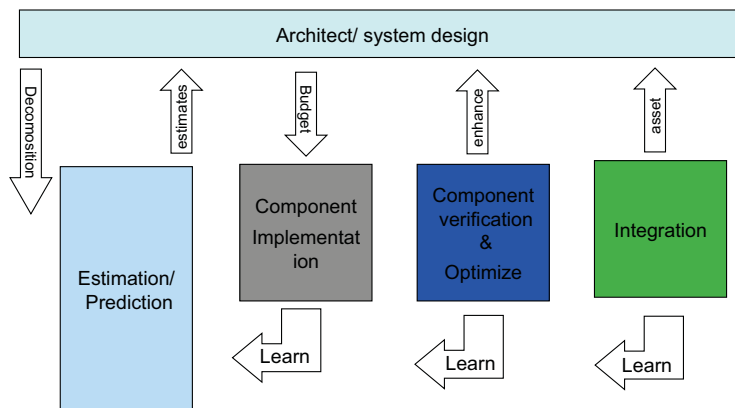 Architect/ system design
Decomosition
estimates
Budget
enhance
asset
Estimation/
Prediction
Component
Implementat
ion
Component
verification
&
Optimize
Integration
Learn
Learn
Learn